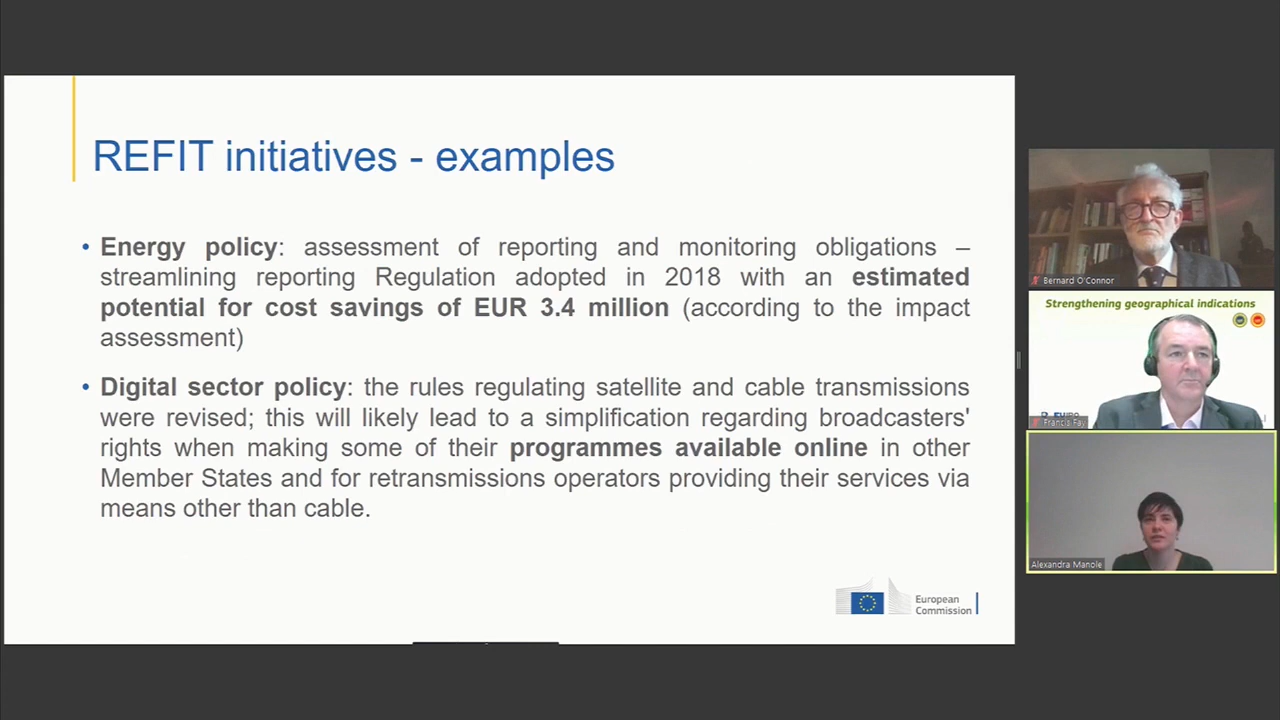 REFIT initiatives - examples
• Energy policy: assessment of reporting and monitoring obligations –
streamlining reporting Regulation adopted in 2018 with an estimated
potential for cost savings of EUR 3.4 million (according to the impact
assessment)
• Digital sector policy: the rules regulating satellite and cable transmissions
were revised; this will likely lead to a simplification regarding broadcasters'
rights when making some of their programmes available online in other
Member States and for retransmissions operators providing their services via
means other than cable.
European
Commission
Bernard O'Connor
Strengthening geographical indications
Francis Fay
Alexandra Manole